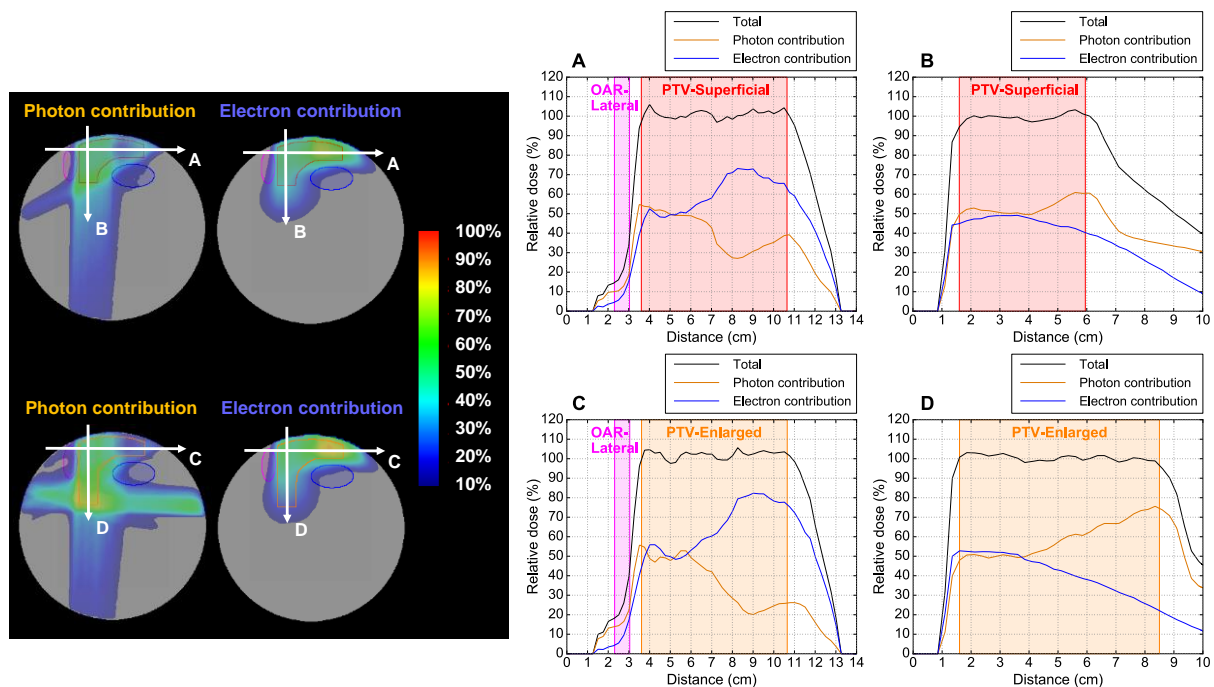 Photon contribution Electron contribution
A
A
B
B
Photon contribution Electron contribution
C
C
D
D
100%
90%
80%
70%
60%
50%
40%
30%
20%
10%
Total
Photon contribution
Electron contribution
A
OAR-
Lateral
PTV-Superficial
Relative dose (%)
120
110
100
90
80
70
60
50
40
30
20
10
0
0 1 2 3 4 5 6 7 8 9 10 11 12 13 14
Distance (cm)
Total
Photon contribution
Electron contribution
B
PTV-Superficial
Relative dose (%)
120
110
100
90
80
70
60
50
40
30
20
10
0
0 1 2 3 4 5 6 7 8 9 10
Distance (cm)
Total
Photon contribution
Electron contribution
C
OAR-
Lateral
PTV-Enlarged
Relative dose (%)
120
110
100
90
80
70
60
50
40
30
20
10
0
0 1 2 3 4 5 6 7 8 9 10 11 12 13 14
Distance (cm)
Total
Photon contribution
Electron contribution
D
PTV-Enlarged
Relative dose (%)
120
110
100
90
80
70
60
50
40
30
20
10
0
0 1 2 3 4 5 6 7 8 9 10
Distance (cm)